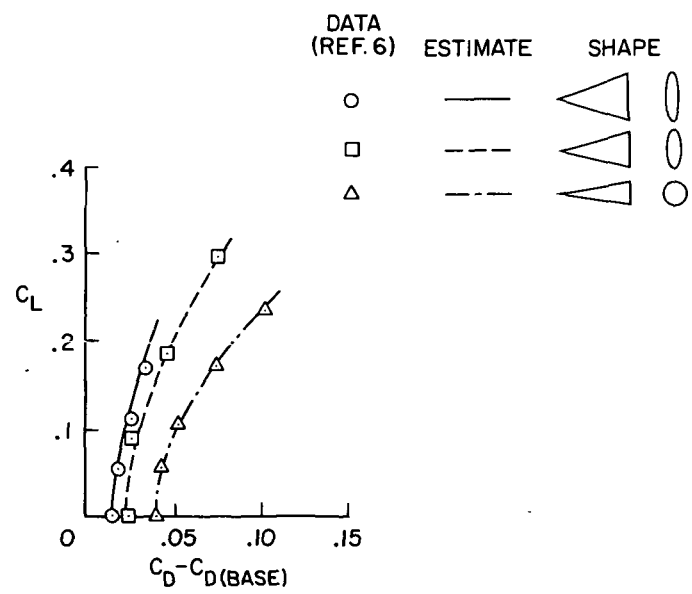 DATA
(REF. 6) ESTIMATE SHAPE
.4
.3
C_L
.2
.1
0 .05 .10 .15
C_D-C_D(BASE)